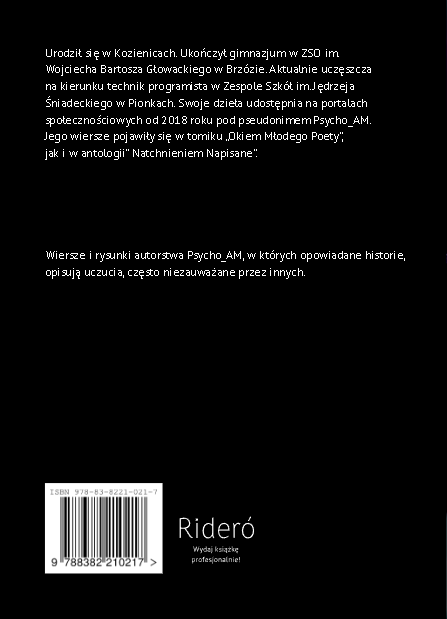 Urodził się w Kozienicach. Ukończył gimnazjum w ZSO im.
Wojciecha Bartosza Głowackiego w Brzózie. Aktualnie uczęszcza
na kierunku technik programista w Zespole Szkół im.Jędrzeja
Śniadeckiego w Pionkach. Swoje dzieła udostępnia na portalach
społecznościowych od 2018 roku pod pseudonimem Psycho_AM.
Jego wiersze pojawiły się w tomiku „Okiem Młodego Poety”,
jak i w antologii" Natchnieniem Napisane".
Wiersze i rysunki autorstwa Psycho_AM, w których opowiadane historie,
opisują uczucia, często niezauważane przez innych.
ISBN 978-83-8221-021-7
9 788382 210217 >
Rideró
Wydaj książkę
profesjonalnie!